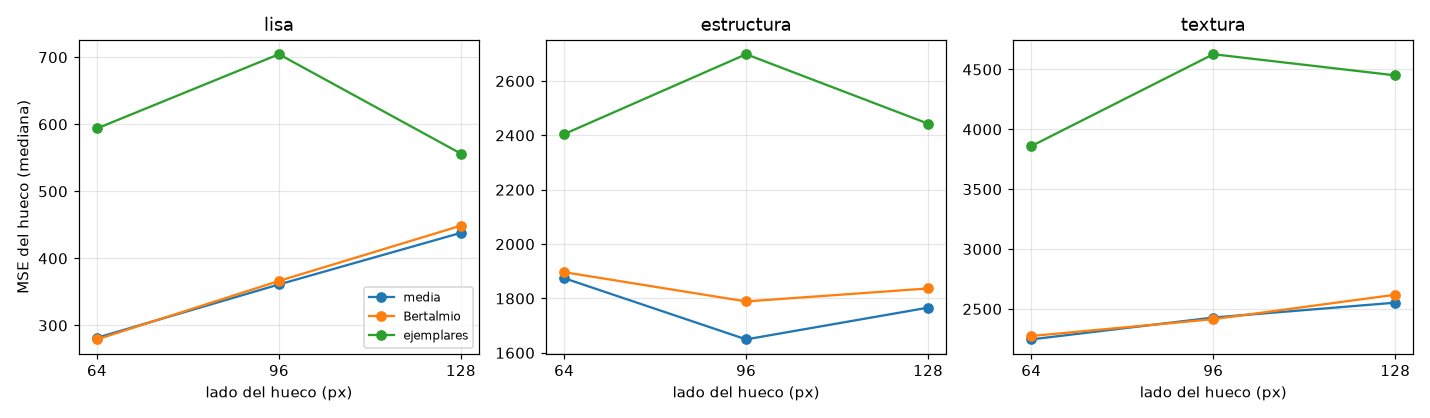 lisa
estructura
textura
MSE del hueco (mediana)
700
600
500
400
300
64
96
128
lado del hueco (px)
media
Bertalmio
ejemplares
2600
2400
2200
2000
1800
1600
64
96
128
lado del hueco (px)
4500
4000
3500
3000
2500
64
96
128
lado del hueco (px)